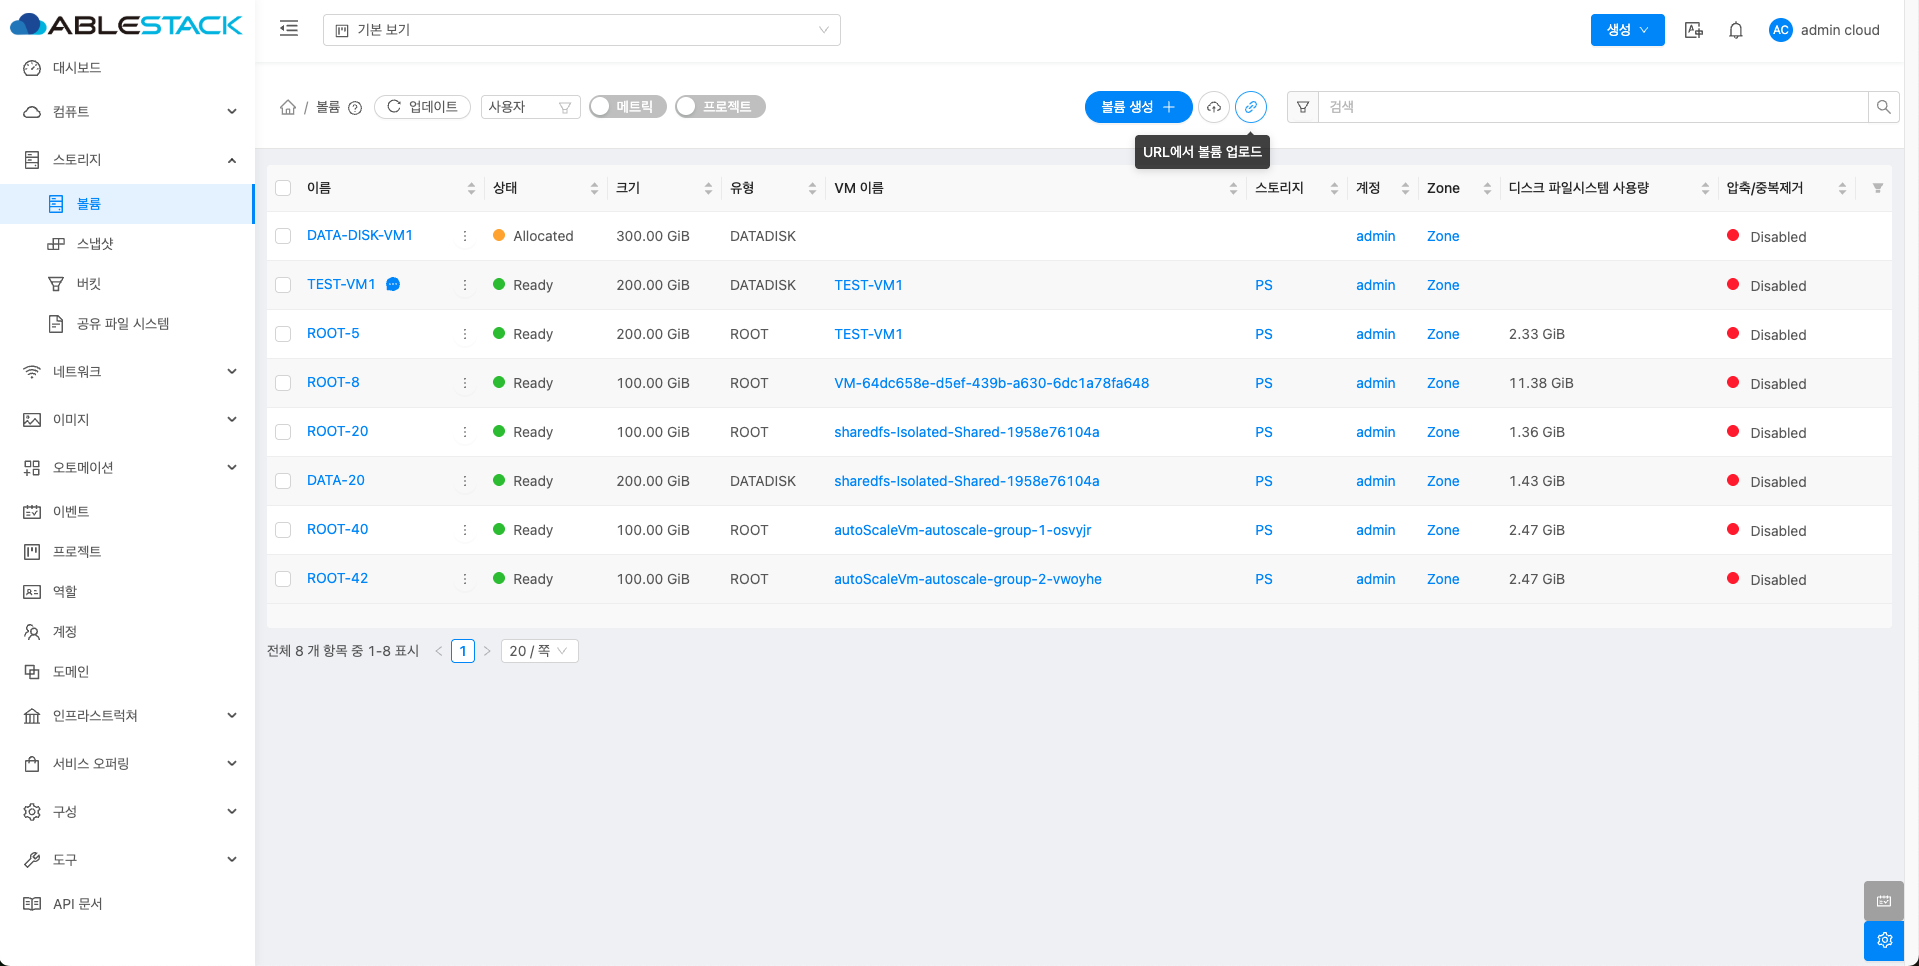 ABLESTACK
대시보드
컴퓨트
스토리지
볼륨
스냅샷
버킷
공유 파일 시스템
네트워크
이미지
오토메이션
이벤트
프로젝트
역할
계정
도메인
인프라스트럭쳐
서비스 오퍼링
구성
도구
API 문서
기본 보기
생성
AC admin cloud
/ 볼륨 업데이트 사용자 메트릭 프로젝트
볼륨 생성
검색
URL에서 볼륨 업로드
이름 상태 크기 유형 VM 이름 스토리지 계정 Zone 디스크 파일시스템 사용량 압축/중복제거
DATA-DISK-VM1 Allocated 300.00 GiB DATADISK admin Zone Disabled
TEST-VM1 Ready 200.00 GiB DATADISK TEST-VM1 PS admin Zone Disabled
ROOT-5 Ready 200.00 GiB ROOT TEST-VM1 PS admin Zone 2.33 GiB Disabled
ROOT-8 Ready 100.00 GiB ROOT VM-64dc658e-d5ef-439b-a630-6dc1a78fa648 PS admin Zone 11.38 GiB Disabled
ROOT-20 Ready 100.00 GiB ROOT sharedfs-Isolated-Shared-1958e76104a PS admin Zone 1.36 GiB Disabled
DATA-20 Ready 200.00 GiB DATADISK sharedfs-Isolated-Shared-1958e76104a PS admin Zone 1.43 GiB Disabled
ROOT-40 Ready 100.00 GiB ROOT autoScaleVm-autoscale-group-1-osvyjr PS admin Zone 2.47 GiB Disabled
ROOT-42 Ready 100.00 GiB ROOT autoScaleVm-autoscale-group-2-vwoyhe PS admin Zone 2.47 GiB Disabled
전체 8 개 항목 중 1-8 표시 < 1 > 20 / 쪽